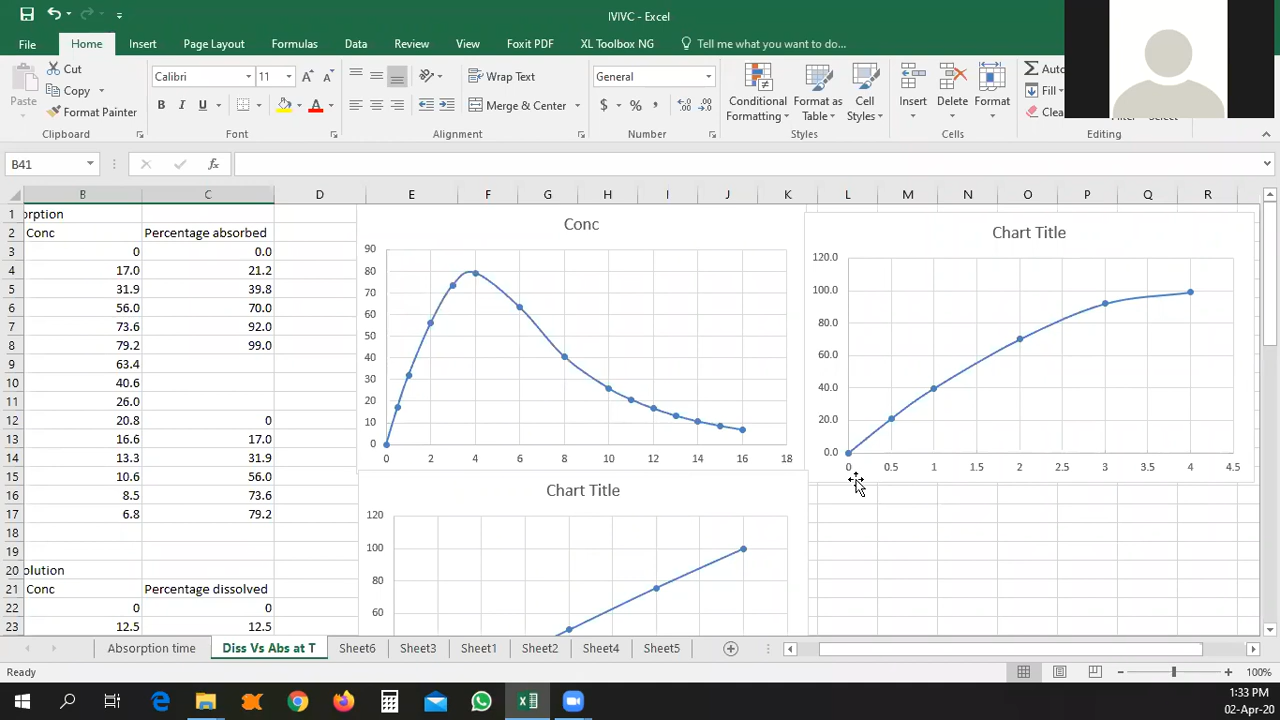 IVIVC - Excel
File Home Insert Page Layout Formulas Data Review View Foxit PDF XL Toolbox NG Tell me what you want to do...
Cut
Copy
Format Painter
Paste
Calibri 11
B I U
Wrap Text
Merge & Center
General
$ % ,
Conditional Formatting
Format as Table
Cell Styles
Insert Delete Format
Auto
Fill
Clea
Clipboard Font Alignment Number Styles Cells Editing
B41 fx
B C D E F G H I J K L M N O P Q R
1 orption
2 Conc Percentage absorbed
3 0 0.0
4 17.0 21.2
5 31.9 39.8
6 56.0 70.0
7 73.6 92.0
8 79.2 99.0
9 63.4
10 40.6
11 26.0
12 20.8 0
13 16.6 17.0
14 13.3 31.9
15 10.6 56.0
16 8.5 73.6
17 6.8 79.2
18
19
20 olution
21 Conc Percentage dissolved
22 0 0
23 12.5 12.5
Conc
90
80
70
60
50
40
30
20
10
0
0 2 4 6 8 10 12 14 16 18
Chart Title
120.0
100.0
80.0
60.0
40.0
20.0
0.0
0 0.5 1 1.5 2 2.5 3 3.5 4 4.5
Chart Title
120
100
80
60
Absorption time Diss Vs Abs at T Sheet6 Sheet3 Sheet1 Sheet2 Sheet4 Sheet5
Ready 100%
1:33 PM
02-Apr-20